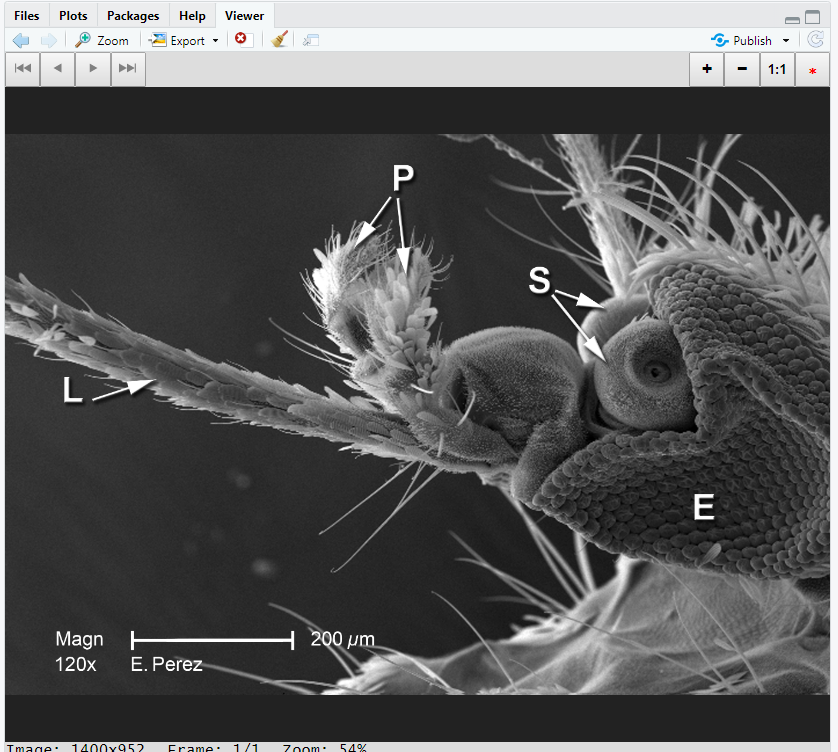 Files Plots Packages Help Viewer
Zoom Export Publish
+ - 1:1 *
P
S
L
E
Magn 200 µm
120x E. Perez
Image: 1400x952 Frame: 1/1 Zoom: 54%